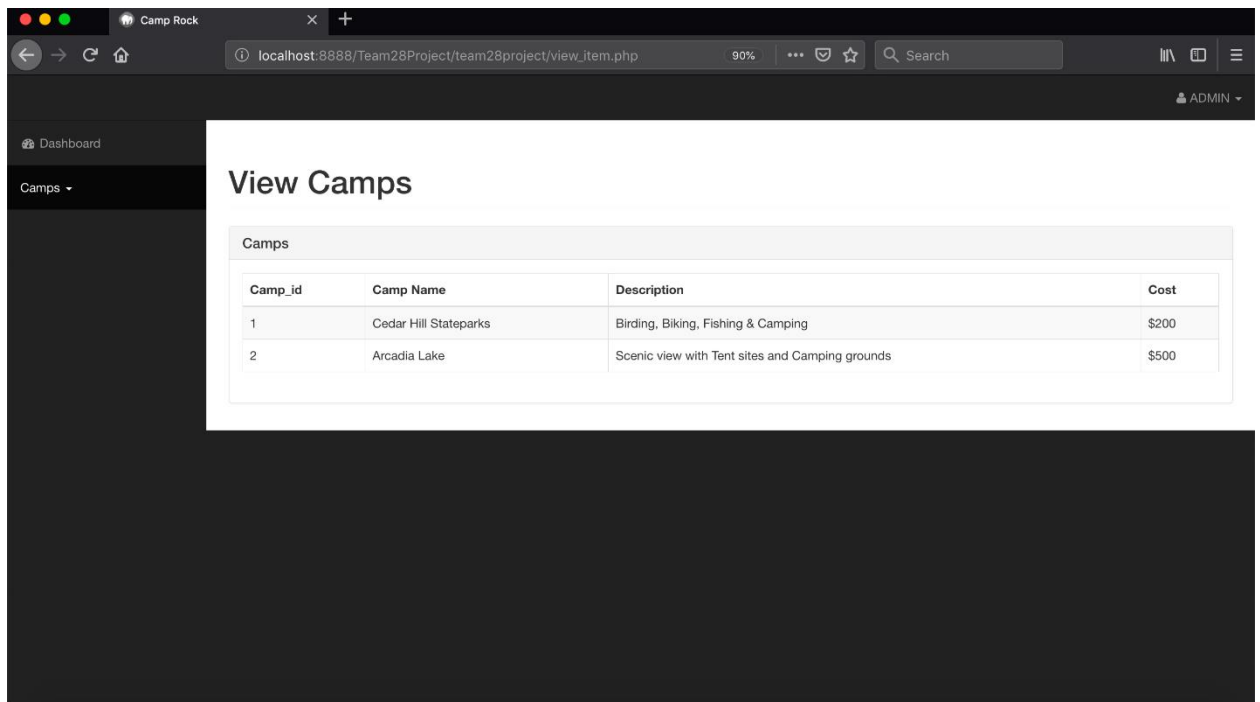 Camp Rock
localhost:8888/Team28Project/team28project/view_item.php 90% Search
ADMIN
Dashboard
Camps
View Camps
Camps
Camp_id Camp Name Description Cost
1 Cedar Hill Stateparks Birding, Biking, Fishing & Camping $200
2 Arcadia Lake Scenic view with Tent sites and Camping grounds $500